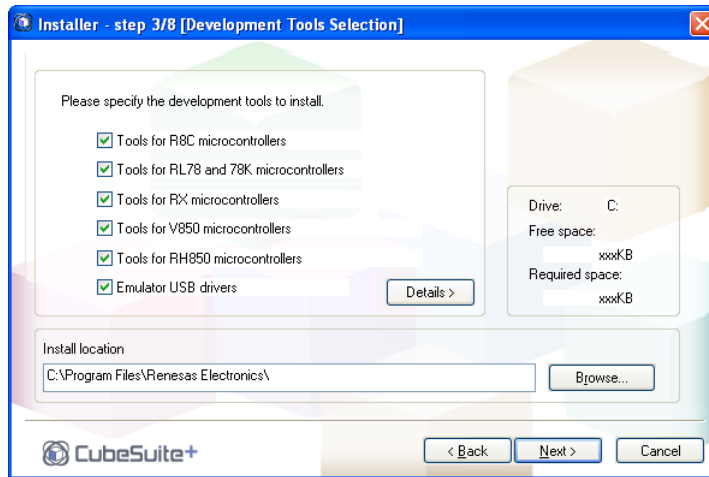 Installer - step 3/8 [Development Tools Selection]
Please specify the development tools to install.
Tools for R8C microcontrollers
Tools for RL78 and 78K microcontrollers
Tools for RX microcontrollers
Tools for V850 microcontrollers
Tools for RH850 microcontrollers
Emulator USB drivers
Details >
Drive: C:
Free space:
xxxKB
Required space:
xxxKB
Install location
C:\Program Files\Renesas Electronics\
Browse...
CubeSuite+
< Back
Next >
Cancel